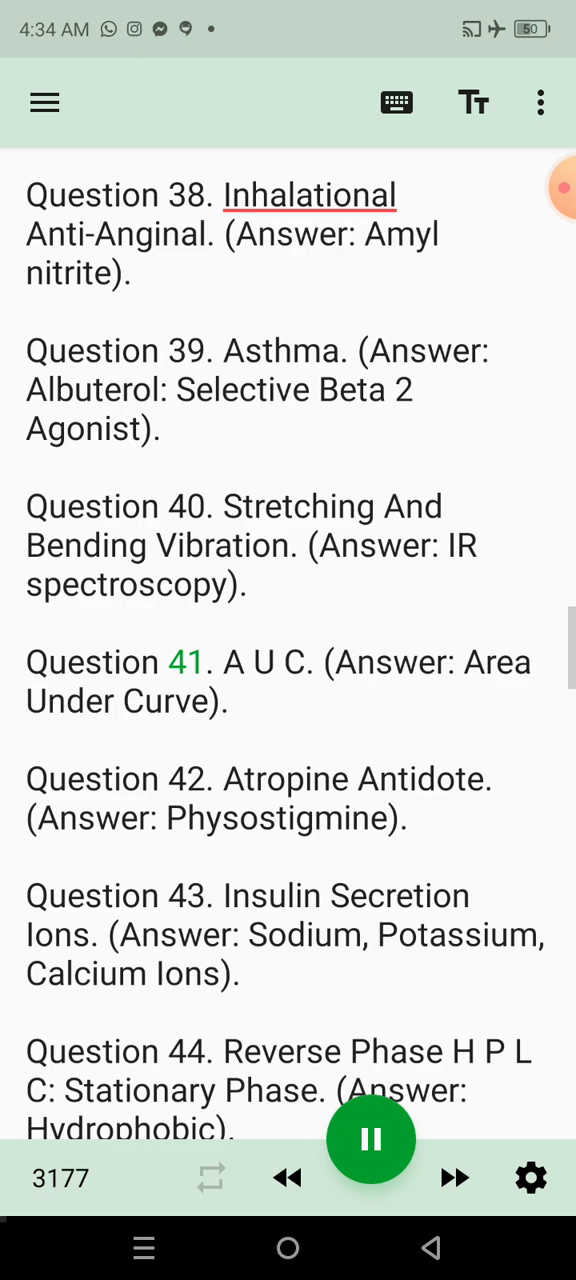 4:34 AM
50
Question 38. Inhalational
Anti-Anginal. (Answer: Amyl
nitrite).
Question 39. Asthma. (Answer:
Albuterol: Selective Beta 2
Agonist).
Question 40. Stretching And
Bending Vibration. (Answer: IR
spectroscopy).
Question 41. A U C. (Answer: Area
Under Curve).
Question 42. Atropine Antidote.
(Answer: Physostigmine).
Question 43. Insulin Secretion
Ions. (Answer: Sodium, Potassium,
Calcium Ions).
Question 44. Reverse Phase H P L
C: Stationary Phase. (Answer:
Hydrophobic).
3177